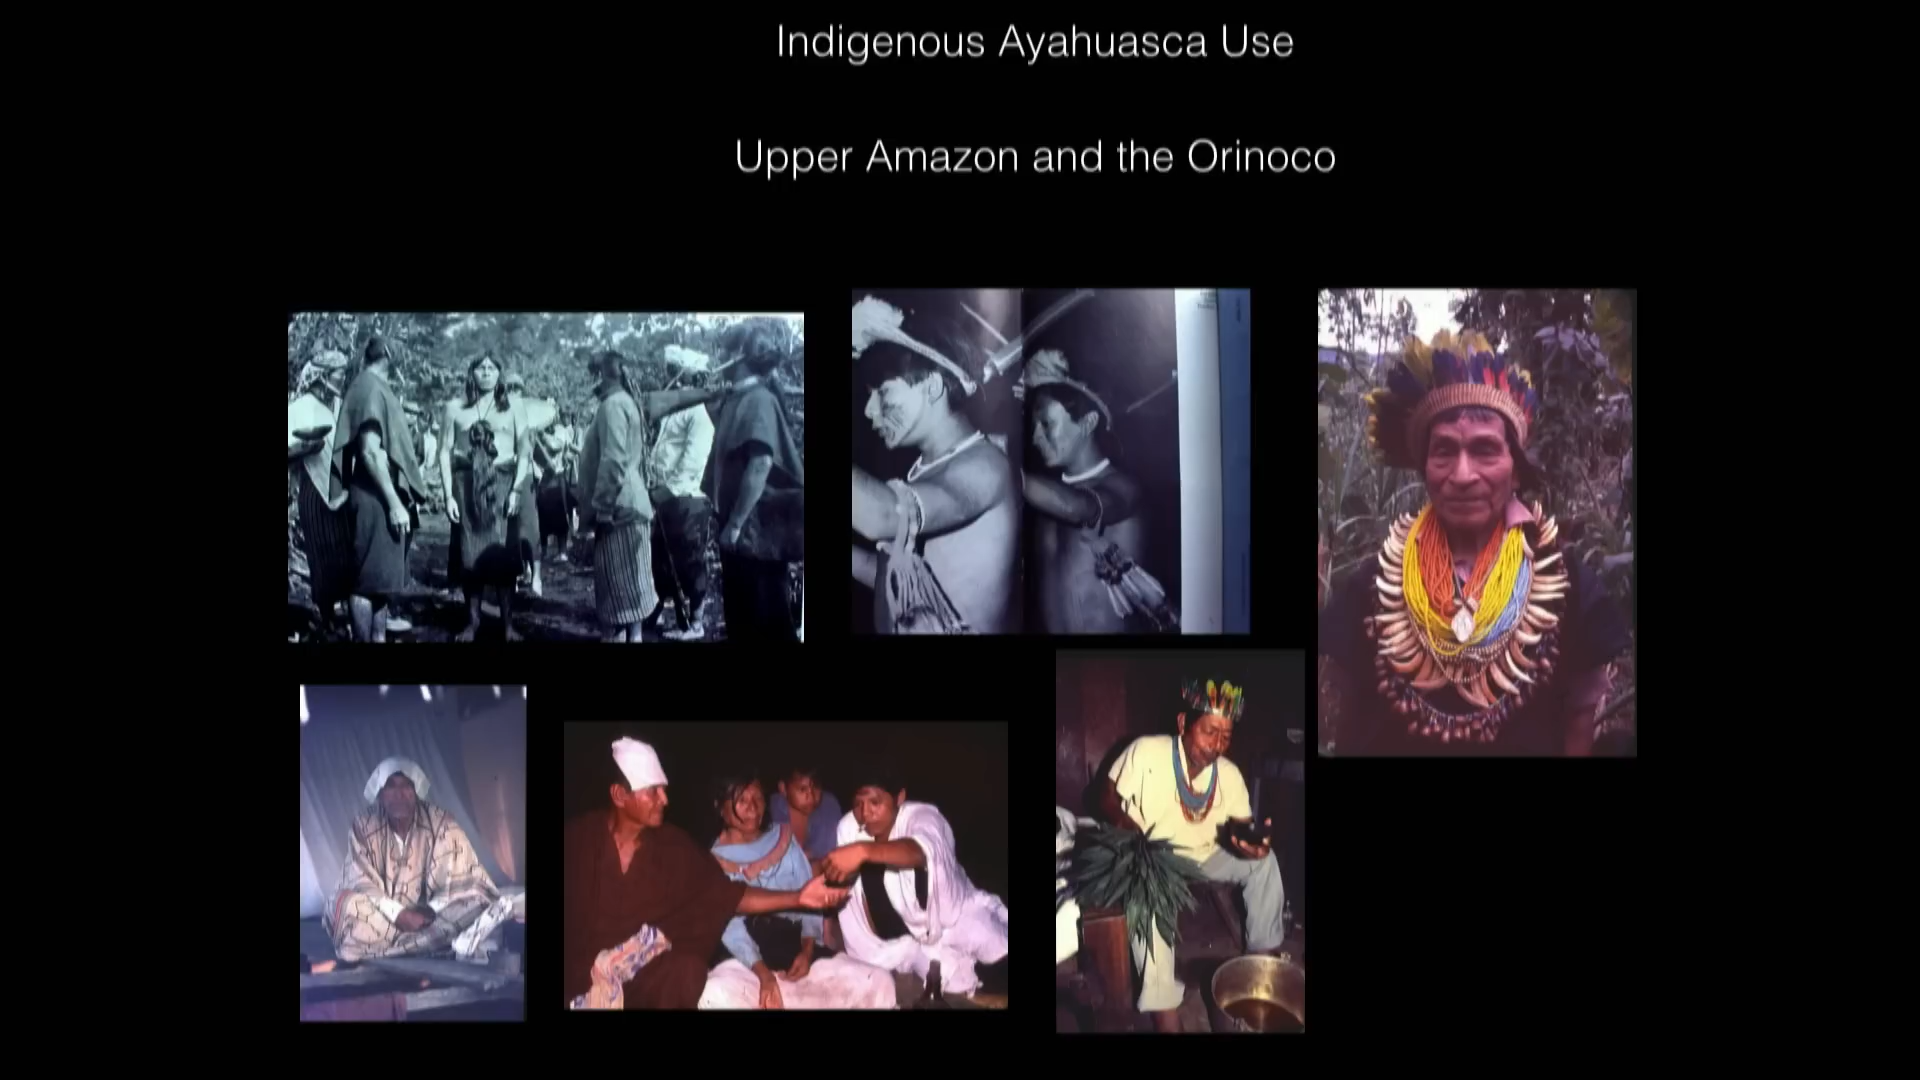 Indigenous Ayahuasca Use
Upper Amazon and the Orinoco